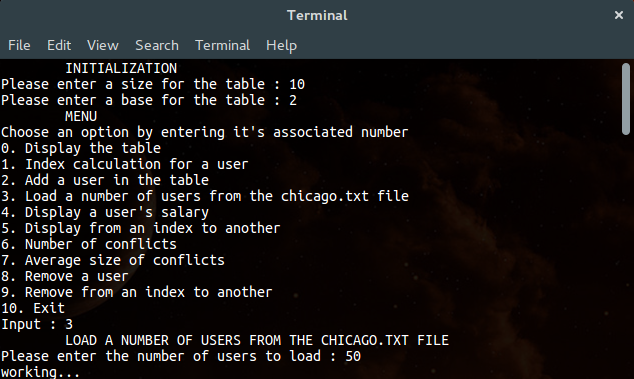 Terminal
File Edit View Search Terminal Help
INITIALIZATION
Please enter a size for the table : 10
Please enter a base for the table : 2
MENU
Choose an option by entering it's associated number
0. Display the table
1. Index calculation for a user
2. Add a user in the table
3. Load a number of users from the chicago.txt file
4. Display a user's salary
5. Display from an index to another
6. Number of conflicts
7. Average size of conflicts
8. Remove a user
9. Remove from an index to another
10. Exit
Input : 3
LOAD A NUMBER OF USERS FROM THE CHICAGO.TXT FILE
Please enter the number of users to load : 50
working...